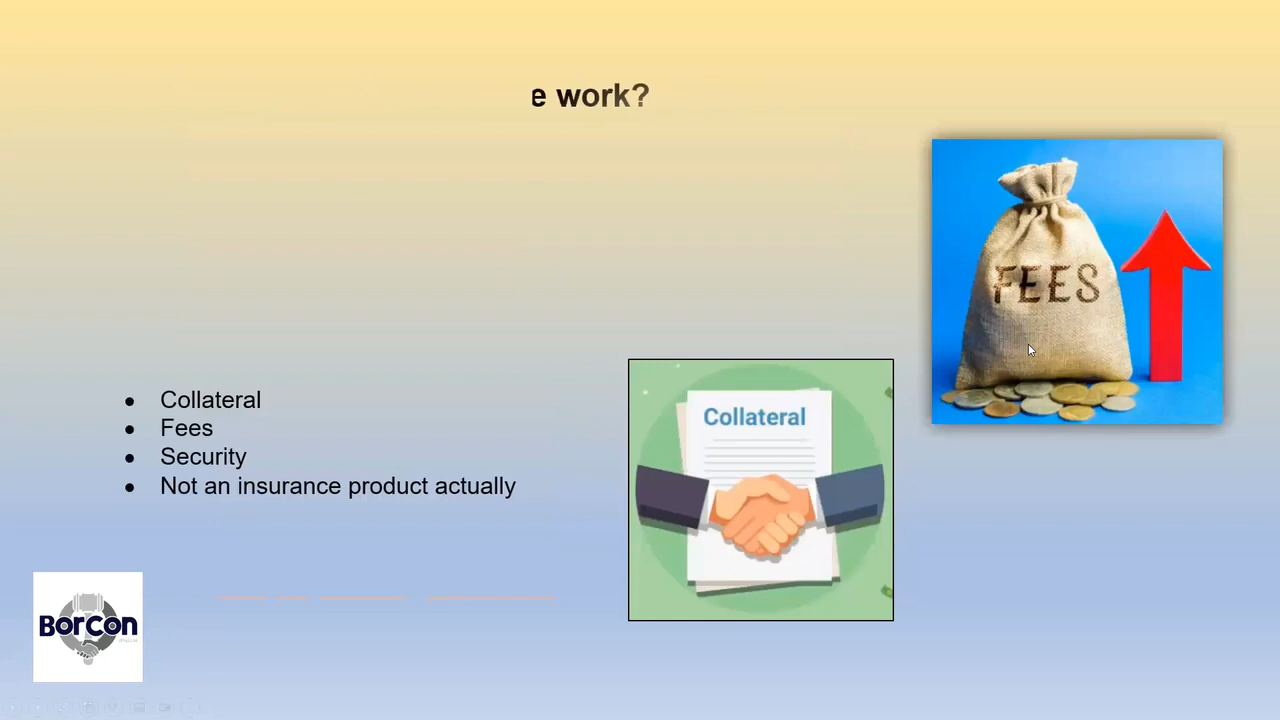 e work?
FEES
Collateral
Collateral
Fees
Security
Not an insurance product actually
BorCon